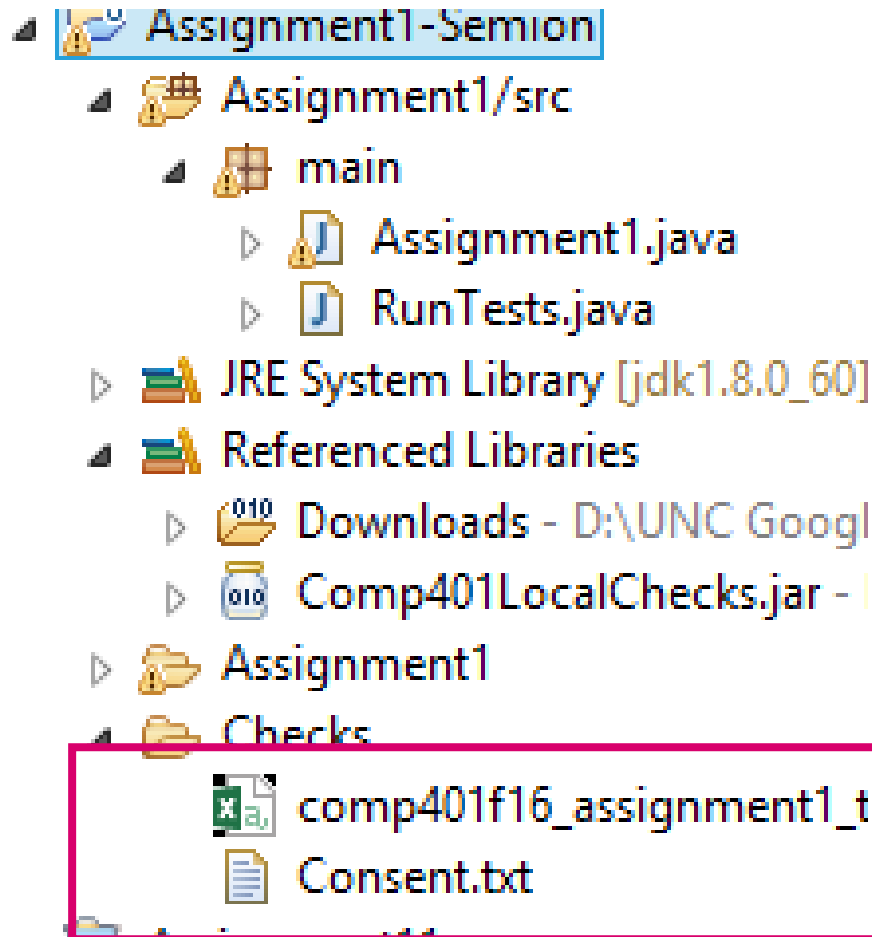 Assignment1-Semion
Assignment1/src
main
Assignment1.java
RunTests.java
JRE System Library [jdk1.8.0_60]
Referenced Libraries
Downloads - D:\UNC Googl
Comp401LocalChecks.jar -
Assignment1
Checks
comp401f16_assignment1_t
Consent.txt